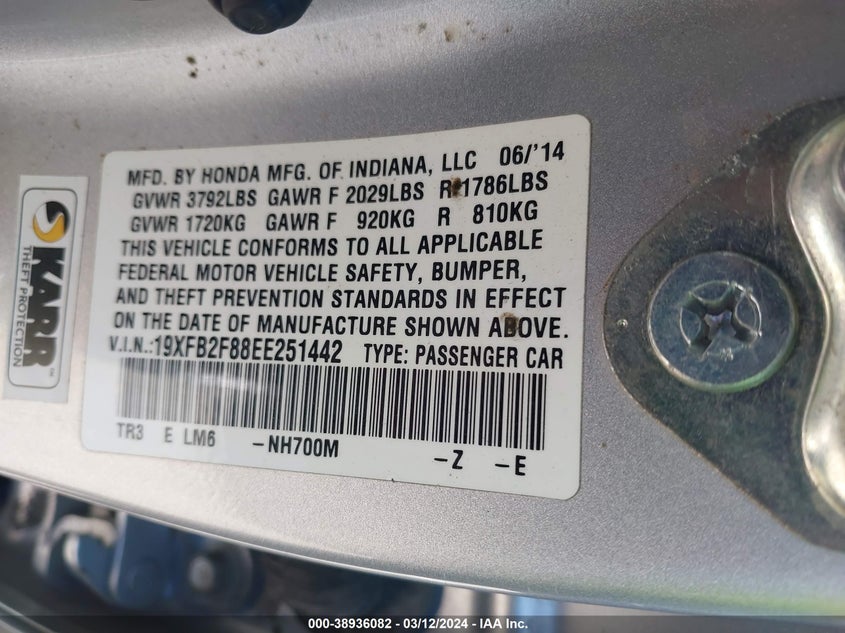 MFD. BY HONDA MFG. OF INDIANA, LLC 06/'14
GVWR 3792LBS GAWR F 2029LBS R 1786LBS
GVWR 1720KG GAWR F 920KG R 810KG
THIS VEHICLE CONFORMS TO ALL APPLICABLE
FEDERAL MOTOR VEHICLE SAFETY, BUMPER,
AND THEFT PREVENTION STANDARDS IN EFFECT
ON THE DATE OF MANUFACTURE SHOWN ABOVE.
V.I.N.:19XFB2F88EE251442 TYPE: PASSENGER CAR
TR3 E LM6 -NH700M -Z -E
KARR
THEFT PROTECTION
000-38936082 - 03/12/2024 - IAA Inc.